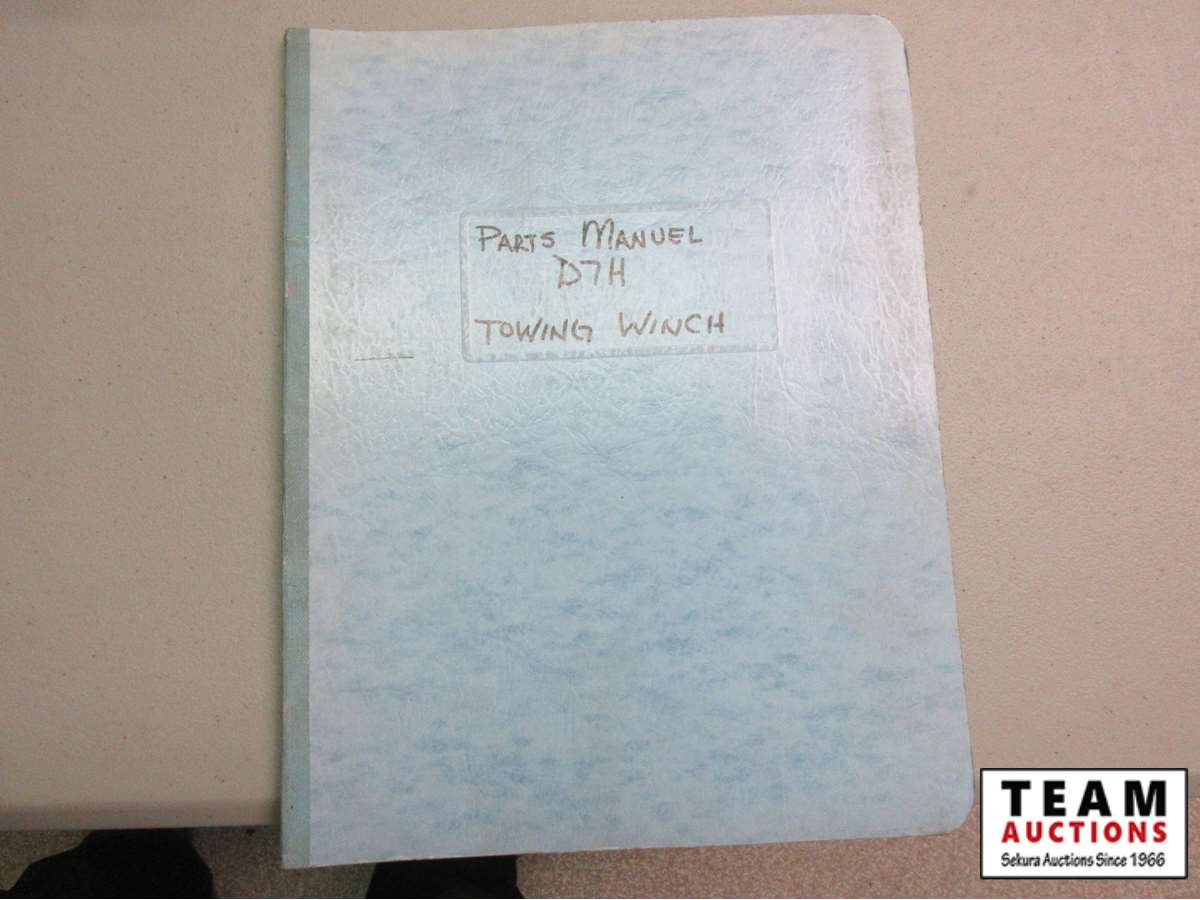 PARTS MANUEL
D7H
TOWING WINCH
TEAM
AUCTIONS
Sekura Auctions Since 1966